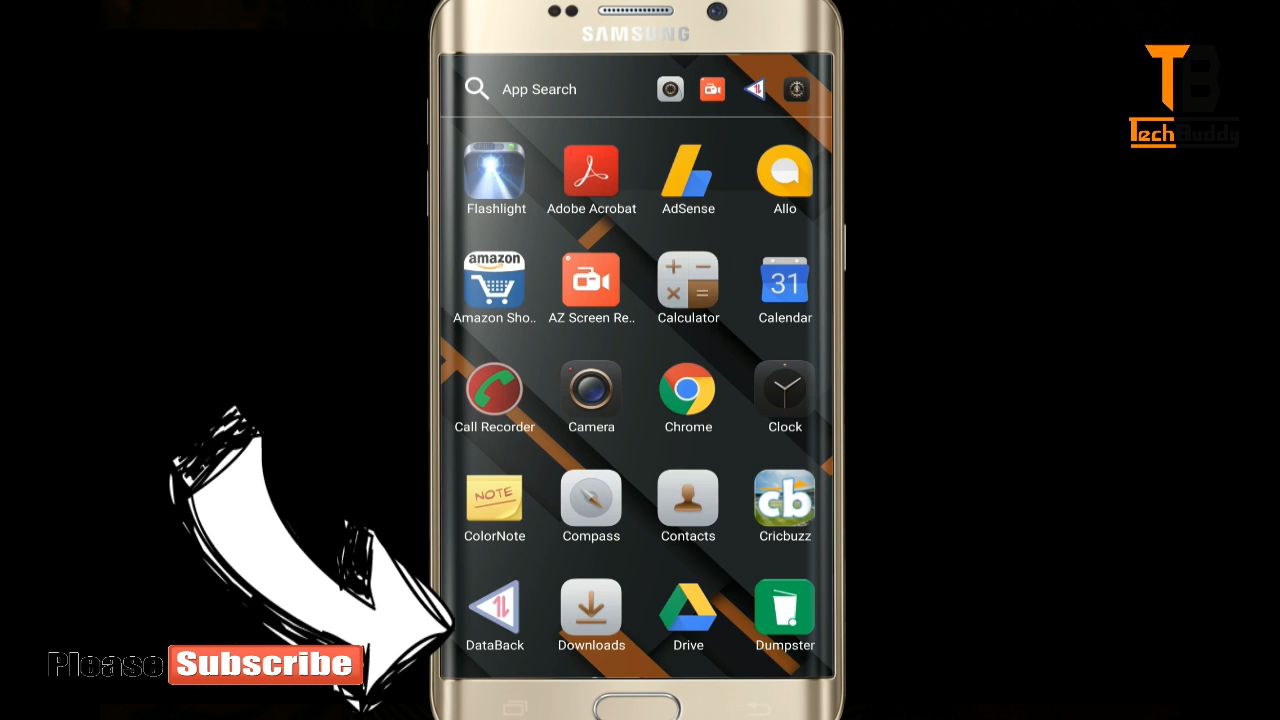 SAMSUNG
TB
TechBuddy
App Search
Flashlight
Adobe Acrobat
AdSense
Allo
amazon
Amazon Sho..
AZ Screen Re..
Calculator
31
Calendar
Call Recorder
Camera
Chrome
Clock
NOTE
ColorNote
Compass
Contacts
cb
Cricbuzz
DataBack
Downloads
Drive
Dumpster
Please Subscribe